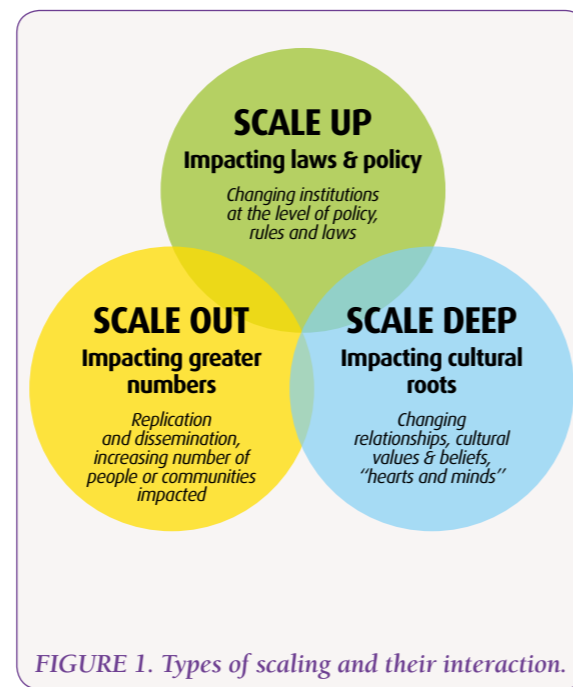 SCALE UP
Impacting laws & policy
Changing institutions
at the level of policy,
rules and laws
SCALE OUT
Impacting greater
numbers
Replication
and dissemination,
increasing number of
people or communities
impacted
SCALE DEEP
Impacting cultural
roots
Changing
relationships, cultural
values & beliefs,
"hearts and minds"
FIGURE 1. Types of scaling and their interaction.